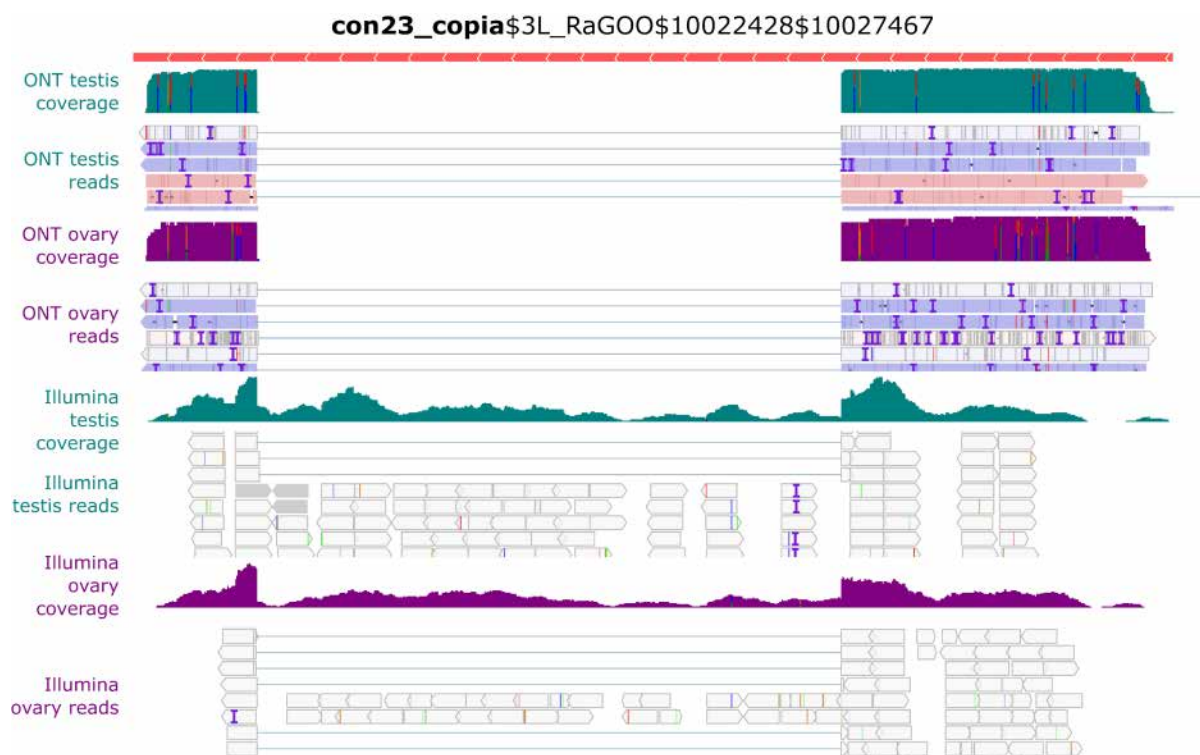 con23_copia$3L_RaGOO$10022428$10027467
ONT testis
coverage
ONT testis
reads
ONT ovary
coverage
ONT ovary
reads
Illumina
testis
coverage
Illumina
testis reads
Illumina
ovary
coverage
Illumina
ovary reads